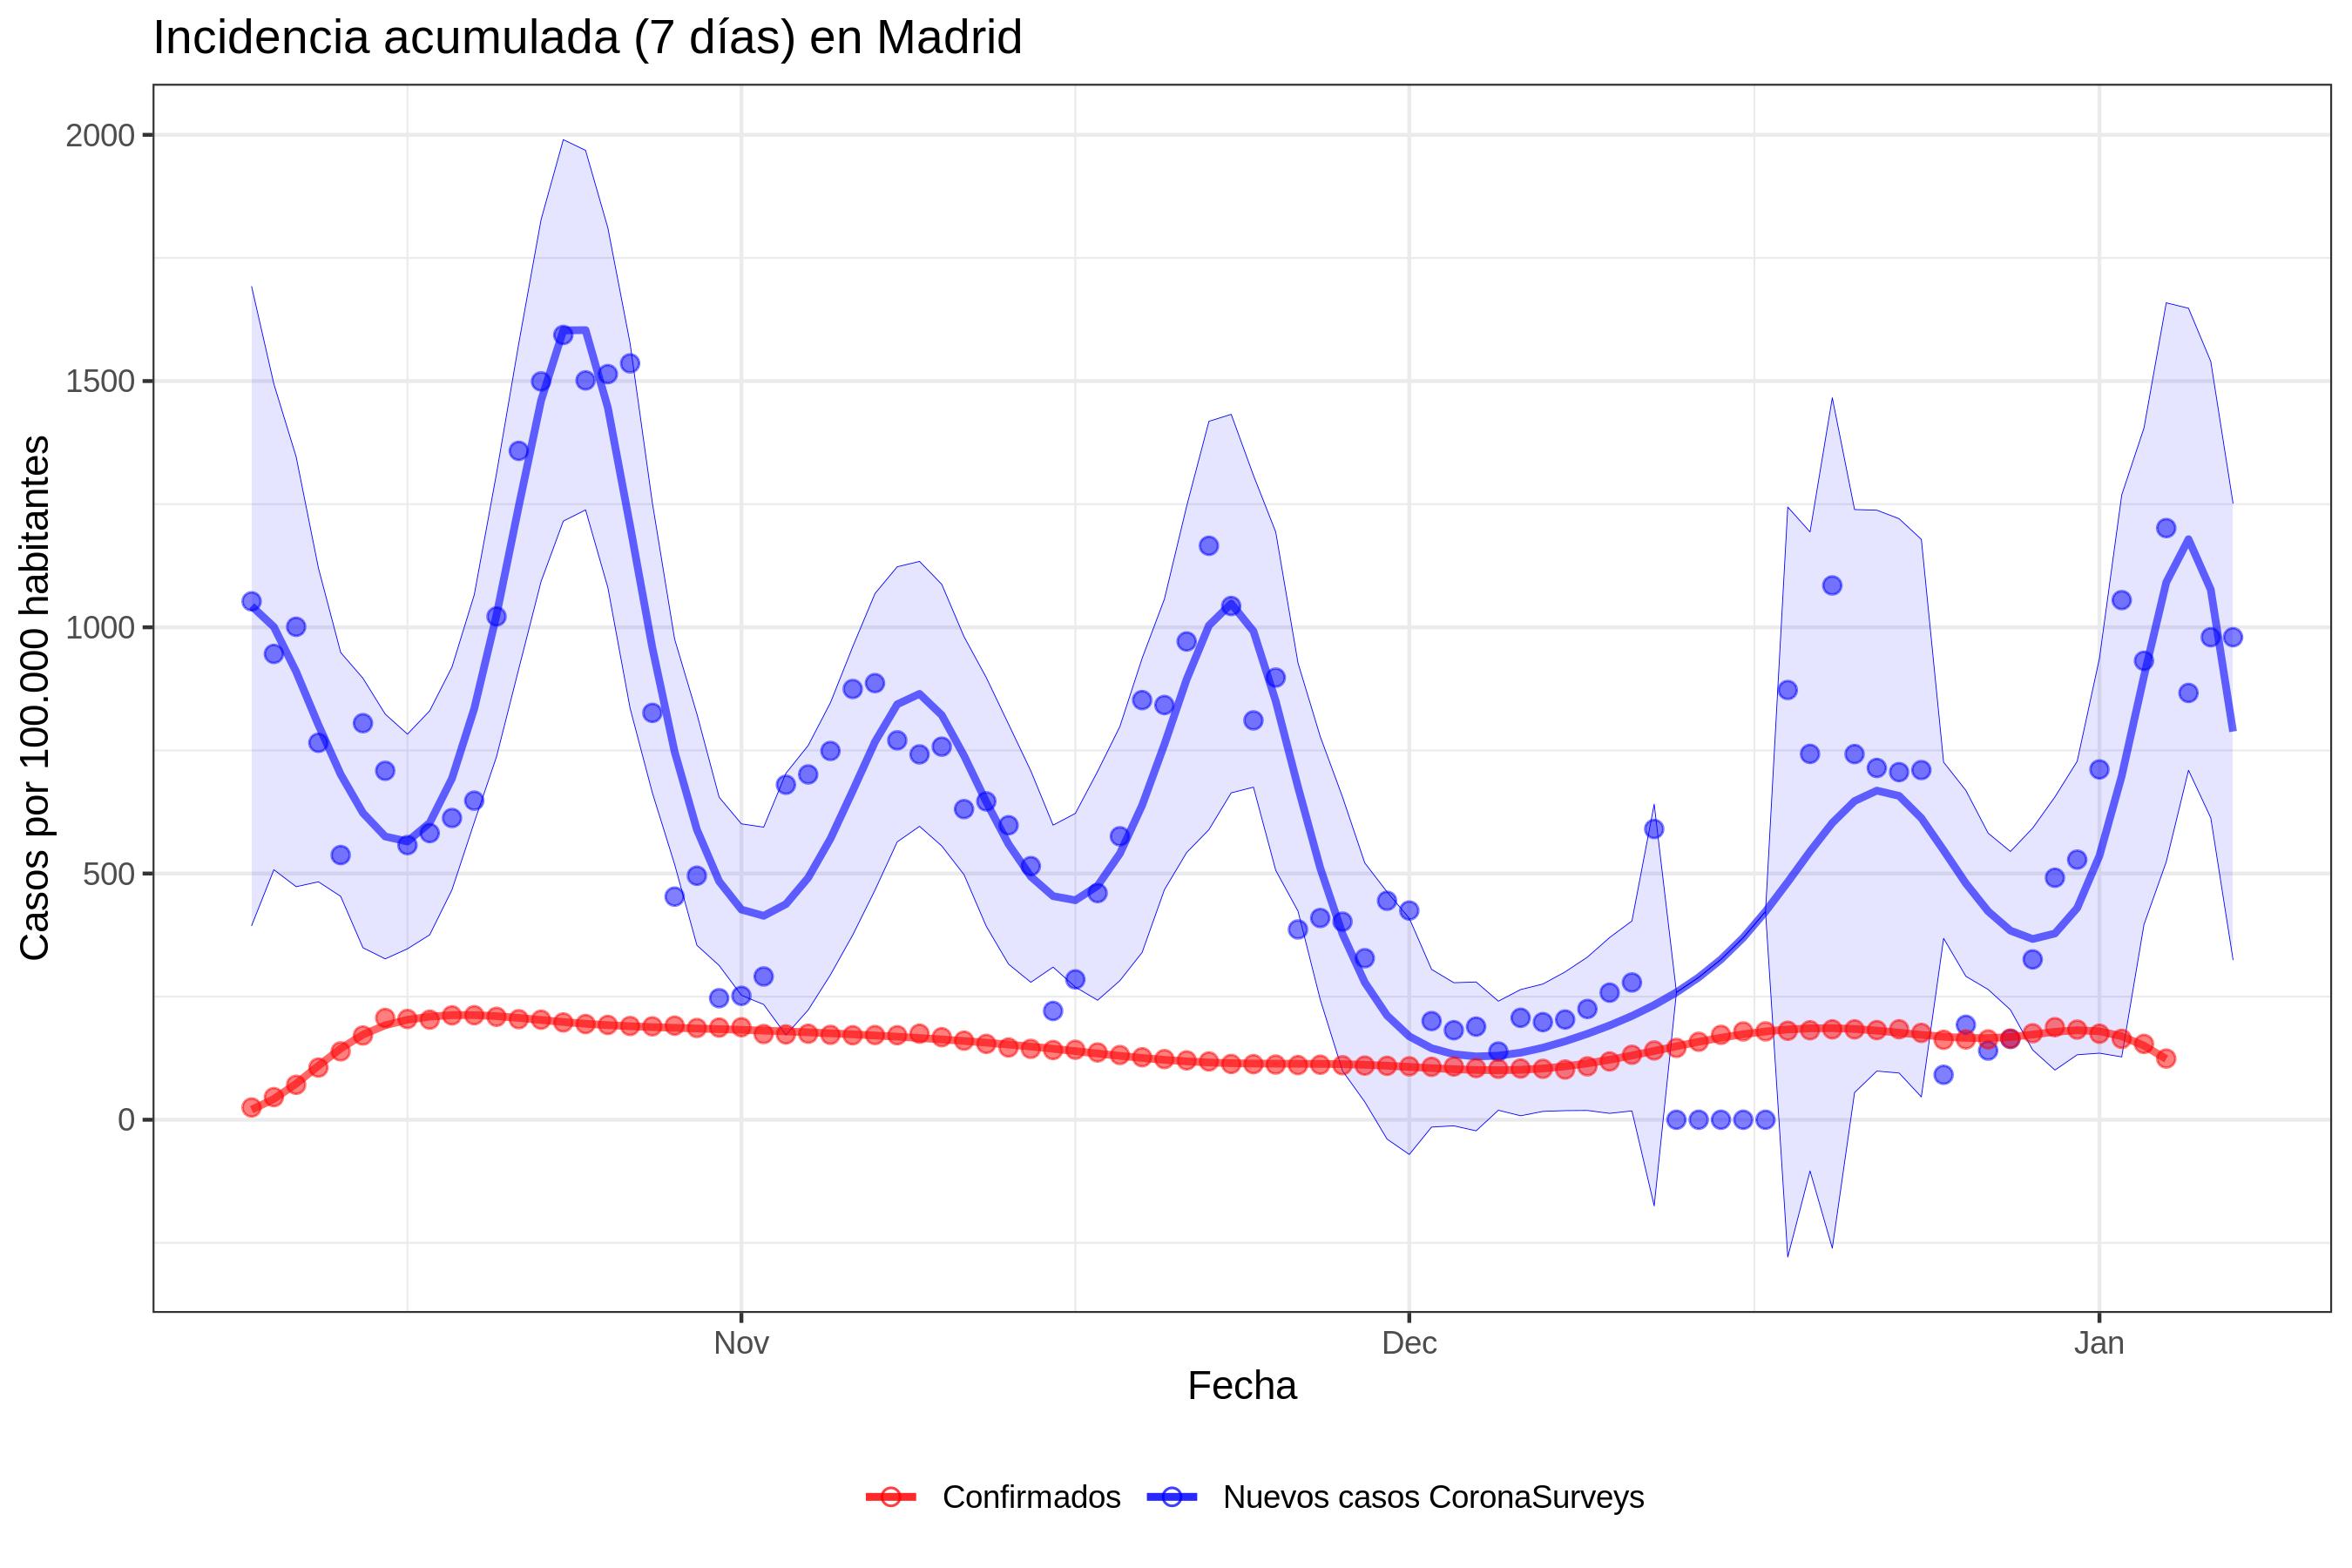 Incidencia acumulada (7 días) en Madrid
Casos por 100.000 habitantes
2000
1500
1000
500
0
Nov
Dec
Jan
Fecha
Confirmados
Nuevos casos CoronaSurveys